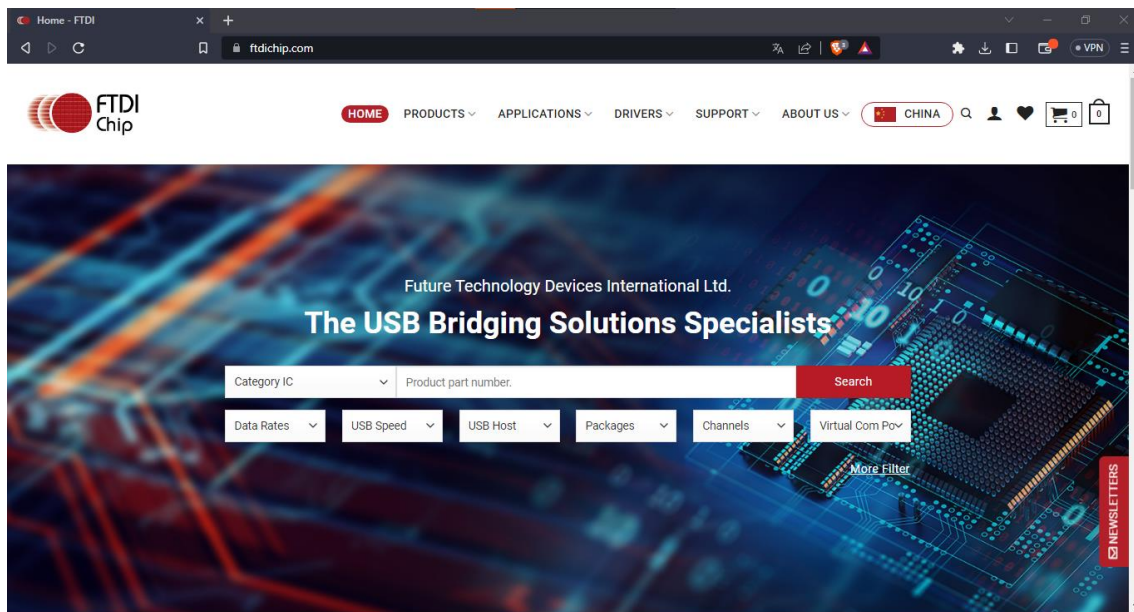 Home - FTDI
ftdichip.com
VPN
FTDI
Chip
HOME PRODUCTS APPLICATIONS DRIVERS SUPPORT ABOUT US CHINA 0 0
Future Technology Devices International Ltd.
The USB Bridging Solutions Specialists
Category IC Product part number. Search
Data Rates USB Speed USB Host Packages Channels Virtual Com Po
More Filter
NEWSLETTERS